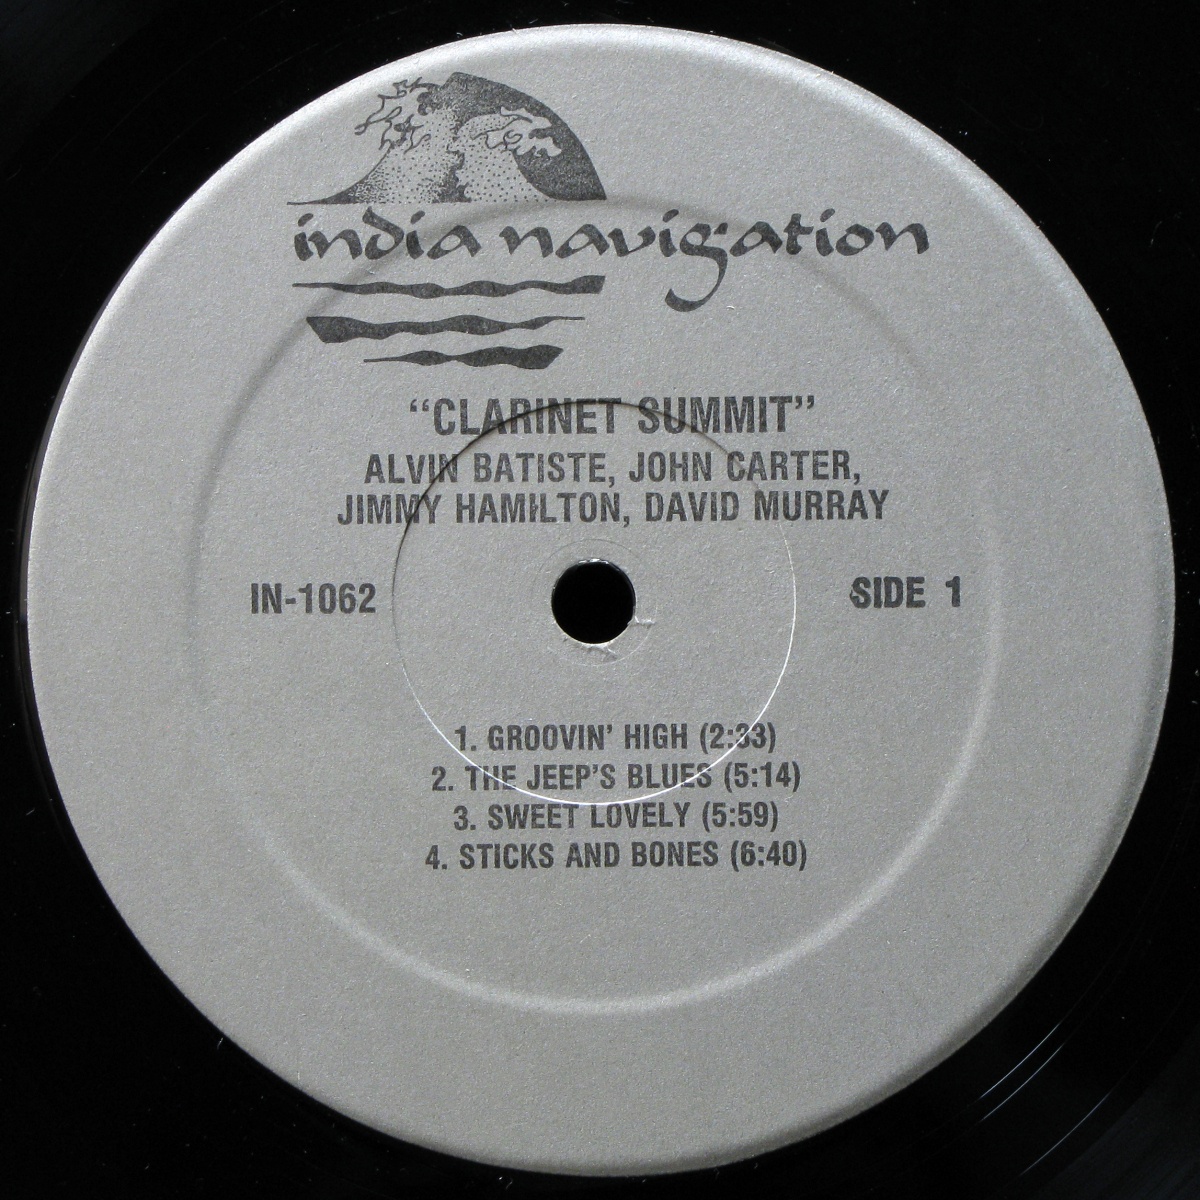 india navigation
“CLARINET SUMMIT”
ALVIN BATISTE, JOHN CARTER,
JIMMY HAMILTON, DAVID MURRAY
IN-1062
SIDE 1
1. GROOVIN’ HIGH (2:33)
2. THE JEEP’S BLUES (5:14)
3. SWEET LOVELY (5:59)
4. STICKS AND BONES (6:40)